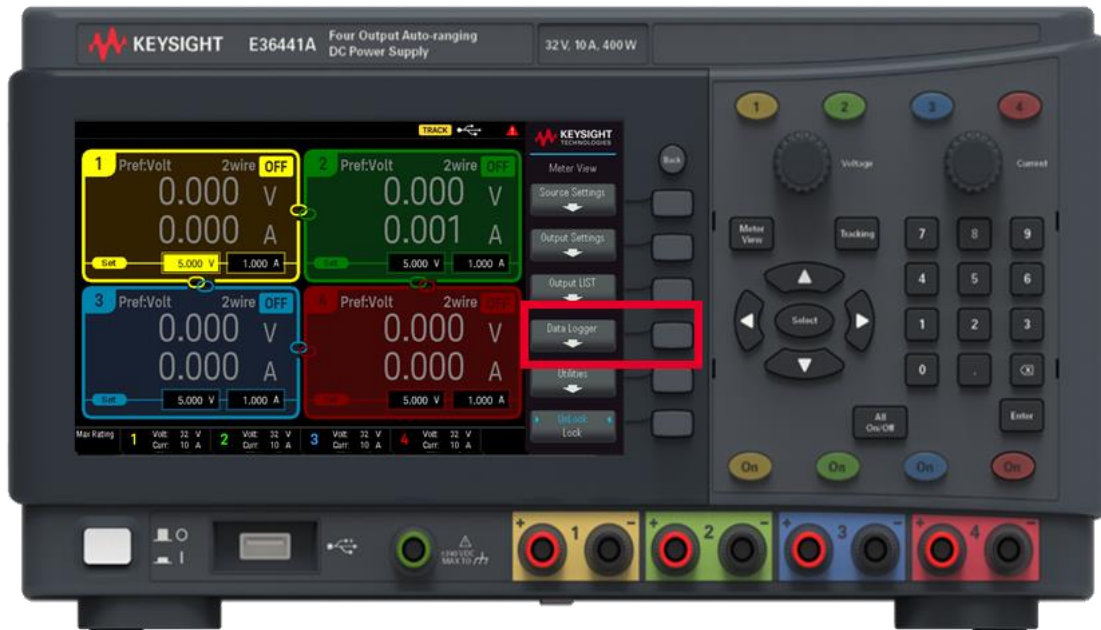 KEYSIGHT E36441A Four Output Auto-ranging DC Power Supply 32 V, 10 A, 400 W
1 2 3 4
TRACK
KEYSIGHT
TECHNOLOGIES
Back
Voltage
Current
Meter View
1 Pref:Volt 2wire OFF
0.000 V
0.000 A
Set 5.000 V 1.000 A
2 Pref:Volt 2wire OFF
0.000 V
0.001 A
Set 5.000 V 1.000 A
3 Pref:Volt 2wire OFF
0.000 V
0.000 A
Set 5.000 V 1.000 A
4 Pref:Volt 2wire OFF
0.000 V
0.000 A
Set 5.000 V 1.000 A
Source Settings
Output Settings
Output LIST
Data Logger
Utilities
UnLock
Lock
Max Rating 1 Volt: 32 V 2 Volt: 32 V 3 Volt: 32 V 4 Volt: 32 V
Curr: 10 A Curr: 10 A Curr: 10 A Curr: 10 A
Meter View
Tracking
7 8 9
4 5 6
Select
1 2 3
0 .
All On/Off
Enter
On On On On
±240 VDC
MAX TO
+ 1 - + 2 - + 3 - + 4 -